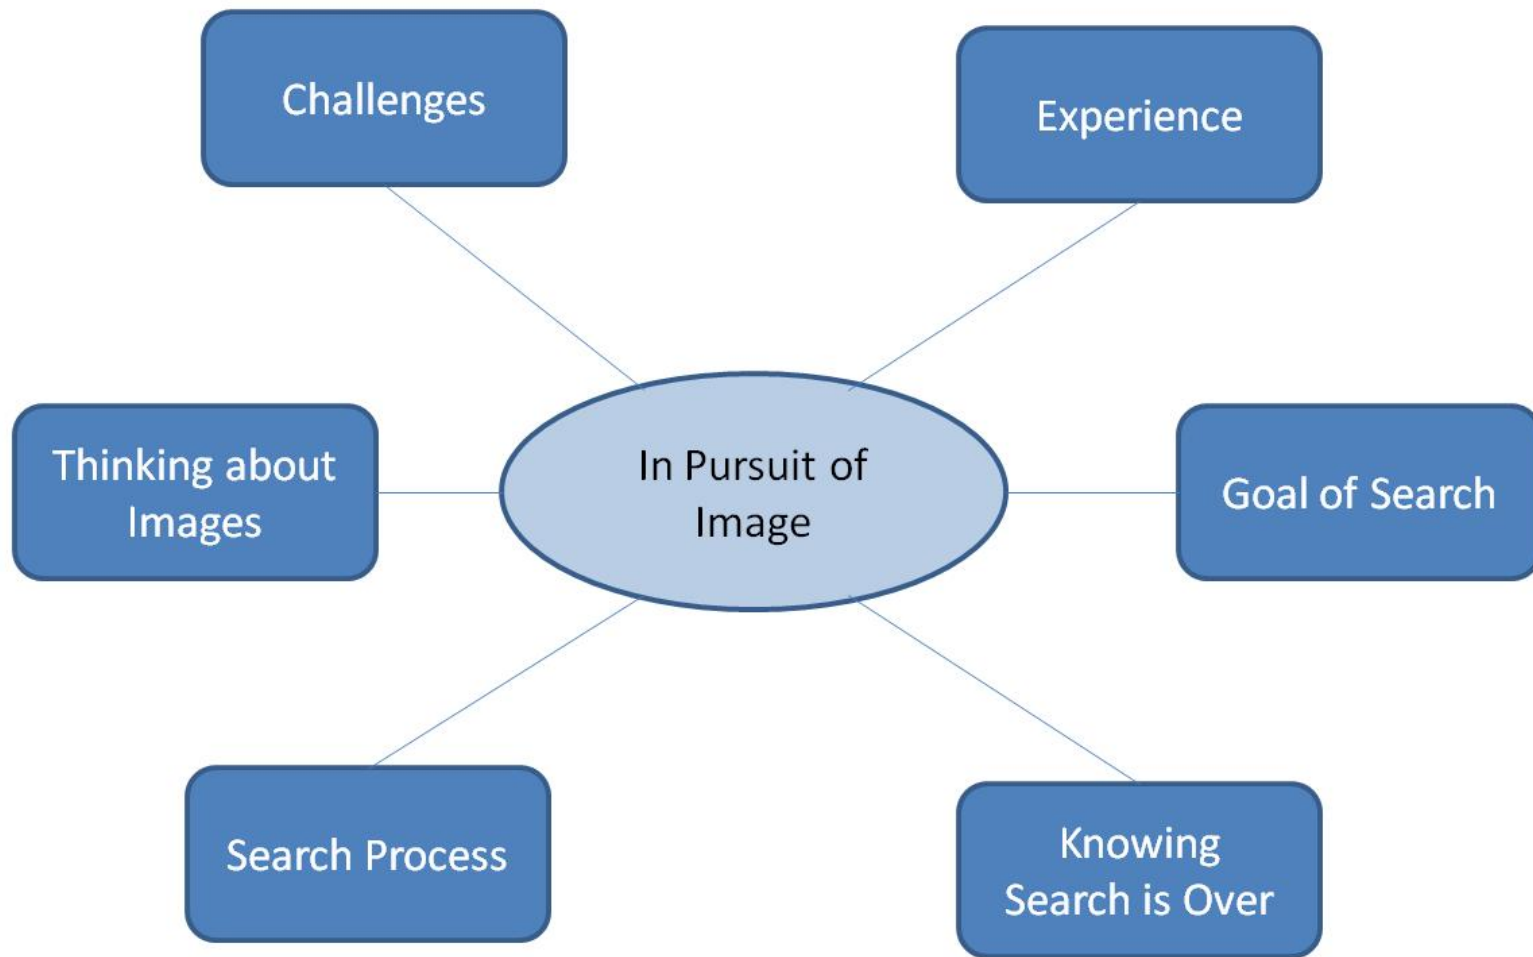 Challenges
Experience
Thinking about
Images
In Pursuit of
Image
Goal of Search
Search Process
Knowing
Search is Over